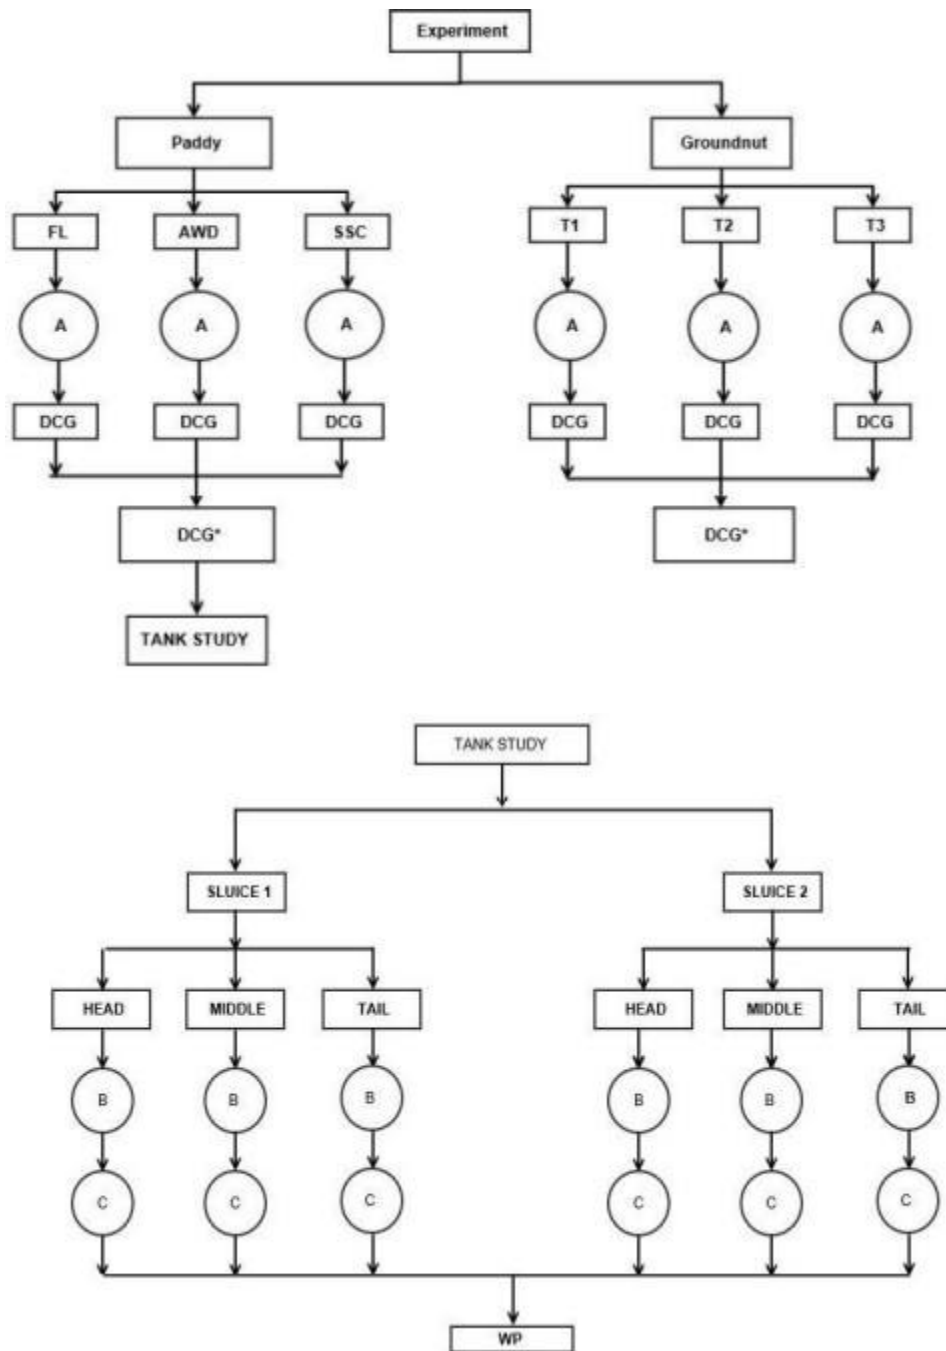 Experiment
Paddy Groundnut
FL AWD SSC T1 T2 T3
A A A A A A
DCG DCG DCG DCG DCG DCG
DCG* DCG*
TANK STUDY
TANK STUDY
SLUICE 1 SLUICE 2
HEAD MIDDLE TAIL HEAD MIDDLE TAIL
B B B B B B
C C C C C C
WP